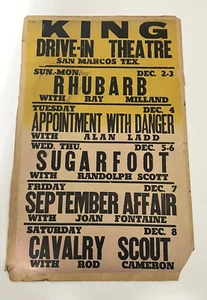 KING
DRIVE-IN THEATRE
SAN MARCOS TEX.
SUN.-MON. DEC. 2-3
RHUBARB
WITH RAY MILLAND
TUESDAY DEC. 4
APPOINTMENT WITH DANGER
WITH ALAN LADD
WED. THU. DEC. 5-6
SUGARFOOT
WITH RANDOLPH SCOTT
FRIDAY DEC. 7
SEPTEMBER AFFAIR
WITH JOAN FONTAINE
SATURDAY DEC. 8
CAVALRY SCOUT
WITH ROD CAMERON